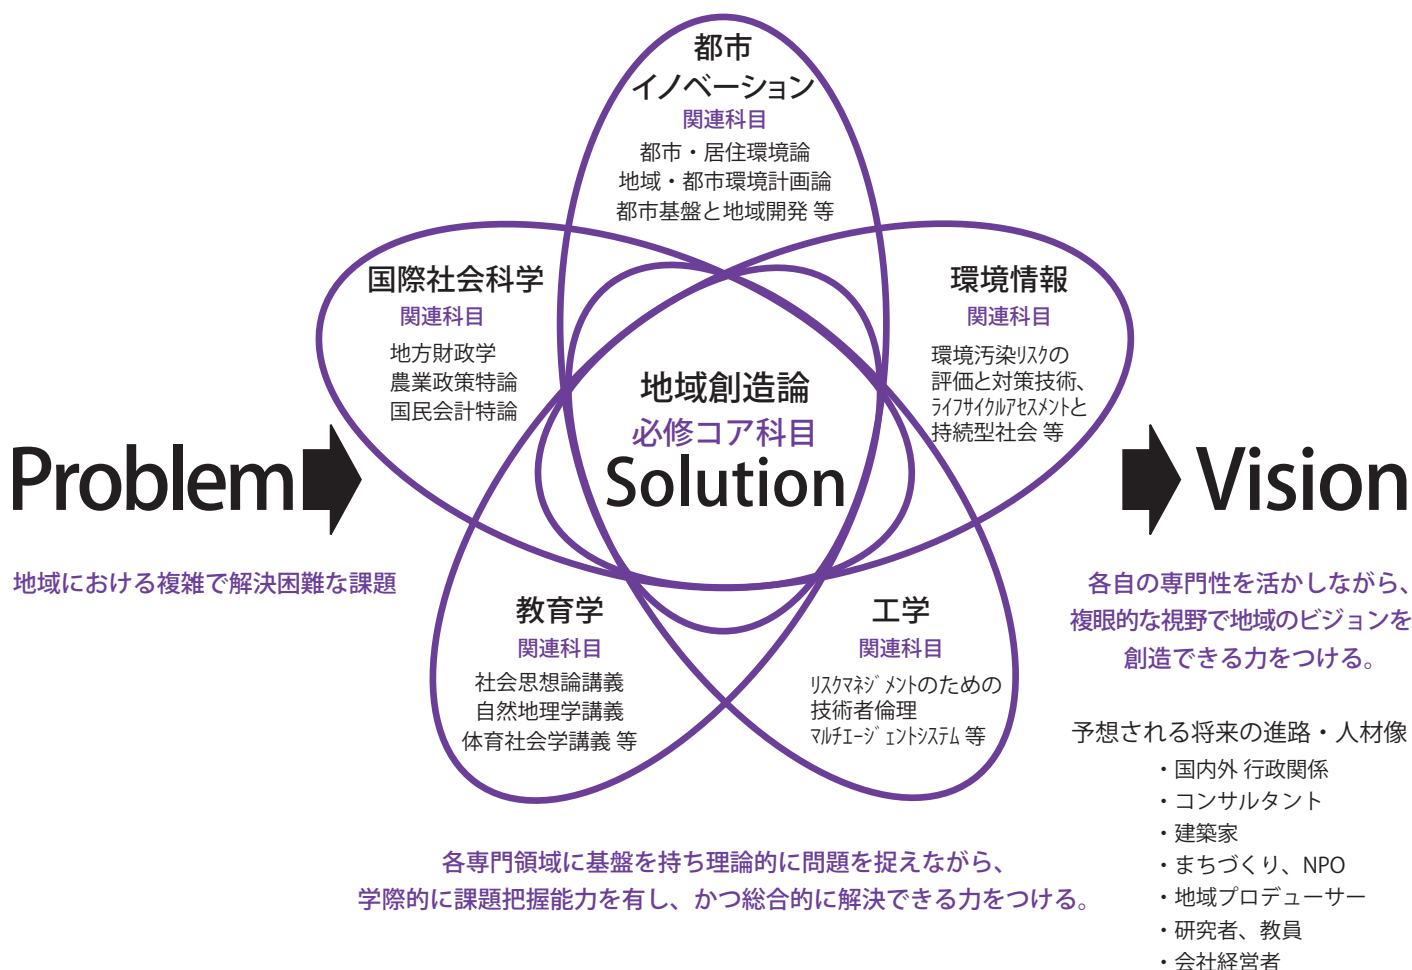 都市
イノベーション
関連科目
都市・居住環境論
地域・都市環境計画論
都市基盤と地域開発 等
国際社会科学
関連科目
地方財政学
農業政策特論
国民会計特論
環境情報
関連科目
環境汚染ﾘｽｸの
評価と対策技術、
ﾗｲﾌｻｲｸﾙｱｾｽﾒﾝﾄと
持続型社会 等
地域創造論
必修コア科目
Solution
Problem
地域における複雑で解決困難な課題
Vision
各自の専門性を活かしながら、
複眼的な視野で地域のビジョンを
創造できる力をつける。
教育学
関連科目
社会思想論講義
自然地理学講義
体育社会学講義 等
工学
関連科目
ﾘｽｸﾏﾈｼﾞﾒﾝﾄのための
技術者倫理
ﾏﾙﾁｴｰｼﾞｪﾝﾄｼｽﾃﾑ 等
各専門領域に基盤を持ち理論的に問題を捉えながら、
学際的に課題把握能力を有し、かつ総合的に解決できる力をつける。
予想される将来の進路・人材像
・国内外 行政関係
・コンサルタント
・建築家
・まちづくり、NPO
・地域プロデューサー
・研究者、教員
・会社経営者